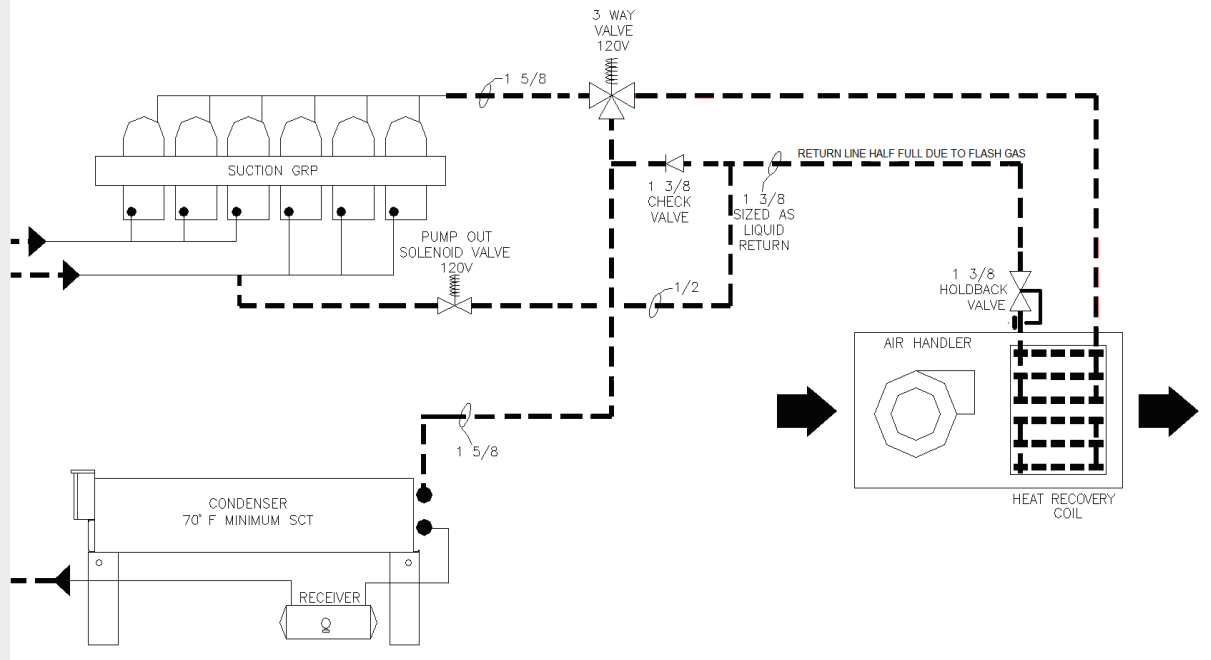 3 WAY
VALVE
120V
1 5/8
RETURN LINE HALF FULL DUE TO FLASH GAS
SUCTION GRP
1 3/8
CHECK
VALVE
1 3/8
SIZED AS
LIQUID
RETURN
PUMP OUT
SOLENOID VALVE
120V
1/2
1 3/8
HOLDBACK
VALVE
AIR HANDLER
1 5/8
CONDENSER
70° F MINIMUM SCT
HEAT RECOVERY
COIL
RECEIVER